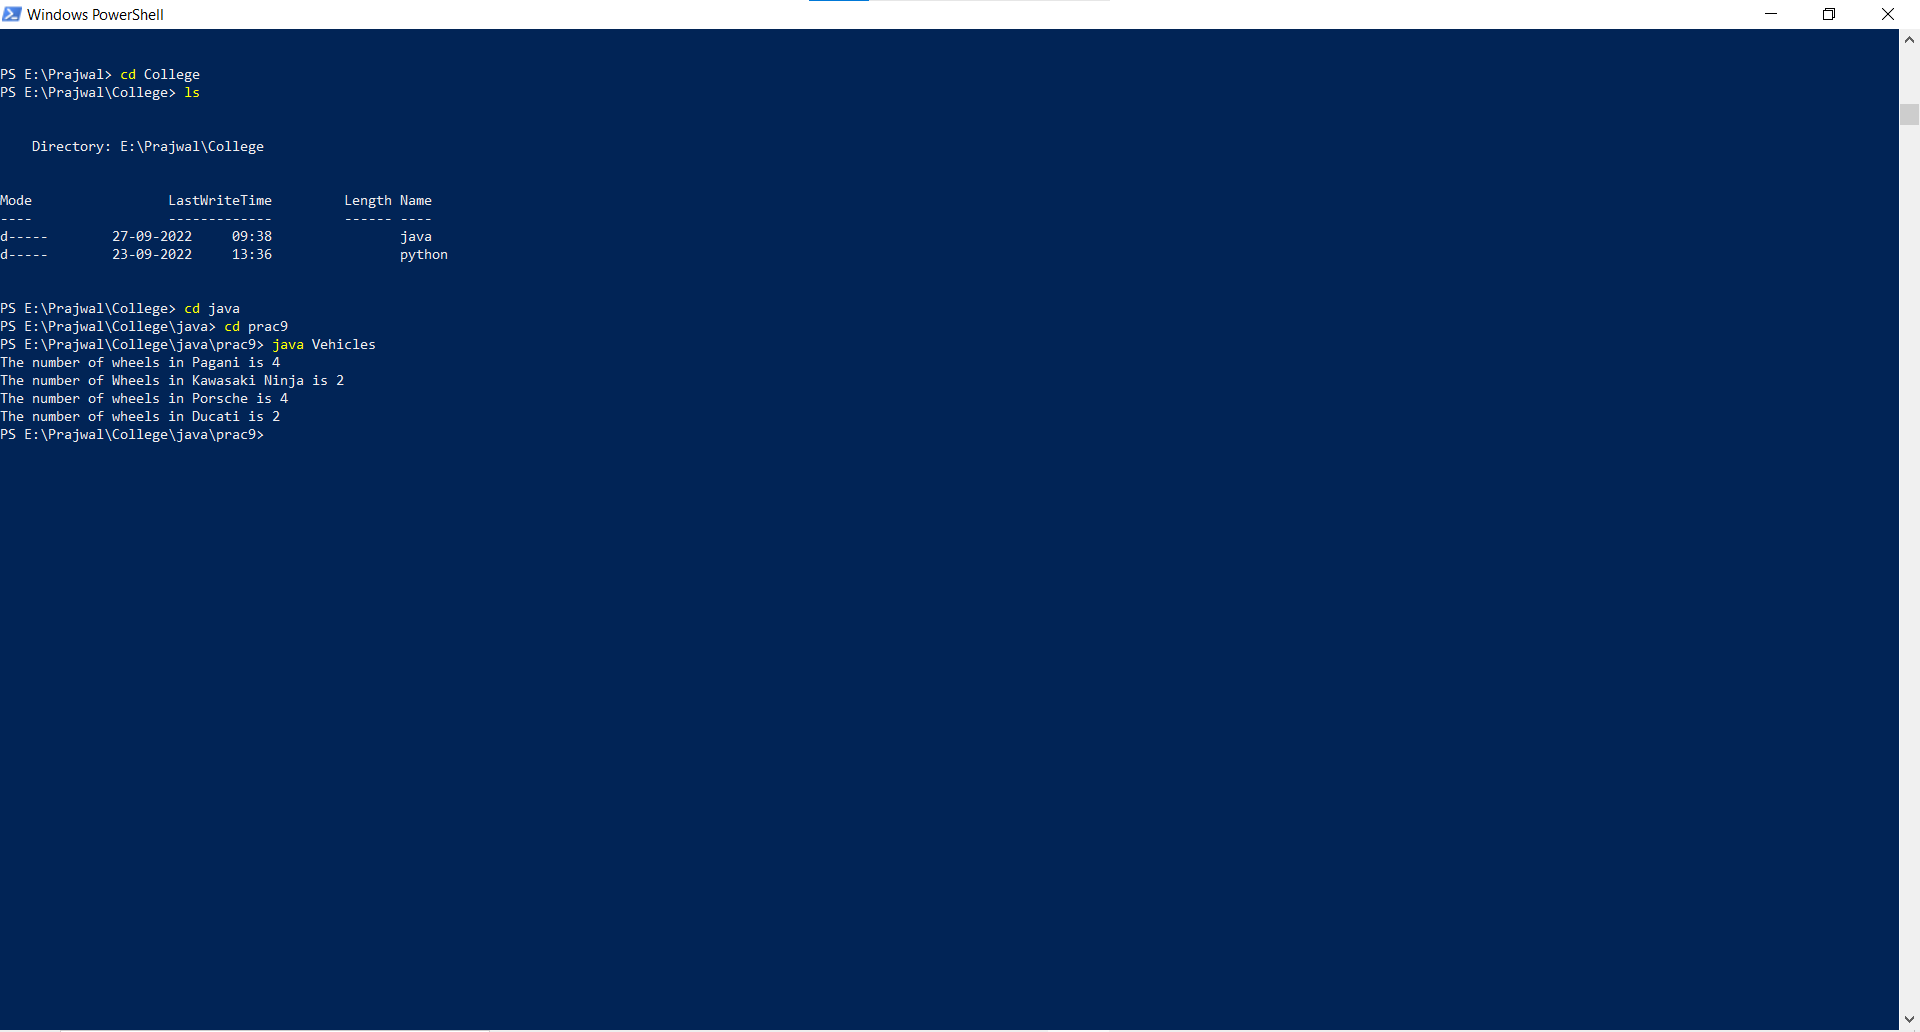 Windows PowerShell
PS E:\Prajwal> cd College
PS E:\Prajwal\College> ls
    Directory: E:\Prajwal\College
Mode                 LastWriteTime         Length Name
----                 -------------         ------ ----
d-----        27-09-2022     09:38                java
d-----        23-09-2022     13:36                python
PS E:\Prajwal\College> cd java
PS E:\Prajwal\College\java> cd prac9
PS E:\Prajwal\College\java\prac9> java Vehicles
The number of wheels in Pagani is 4
The number of Wheels in Kawasaki Ninja is 2
The number of wheels in Porsche is 4
The number of wheels in Ducati is 2
PS E:\Prajwal\College\java\prac9>